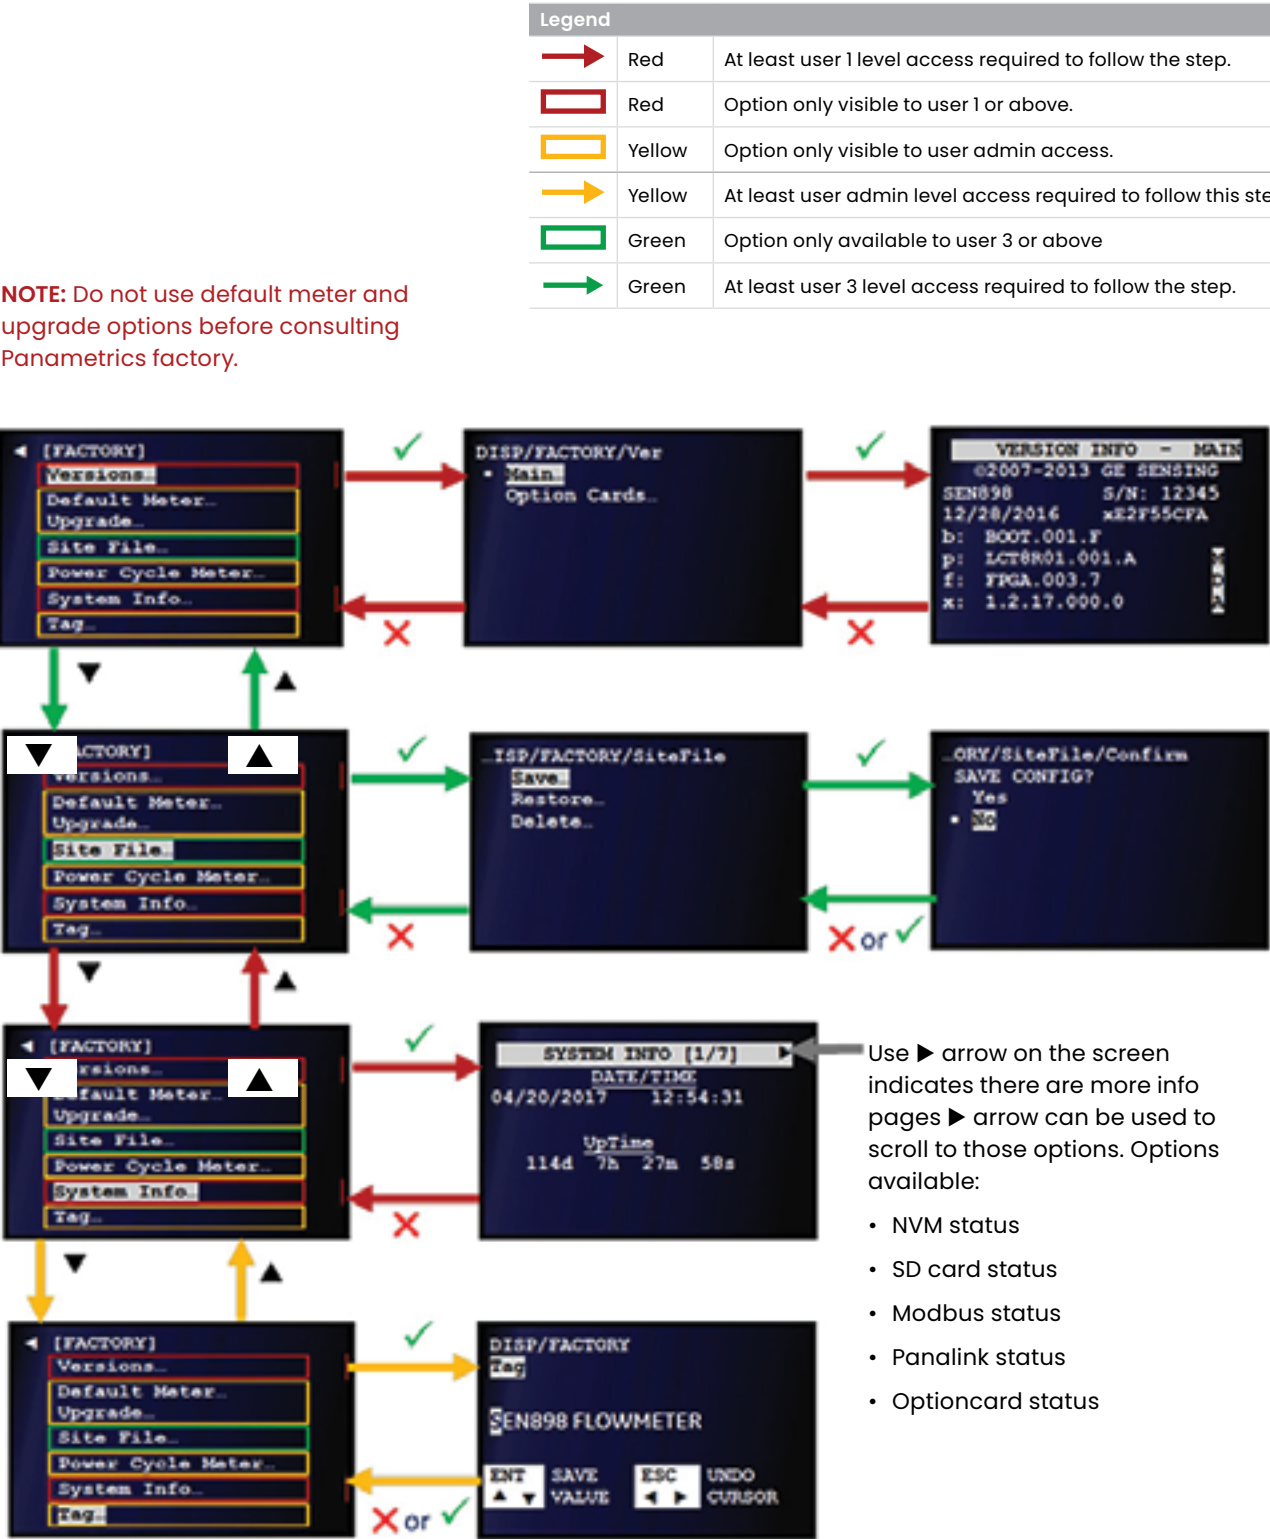 Legend
Red At least user 1 level access required to follow the step.
Red Option only visible to user 1 or above.
Yellow Option only visible to user admin access.
Yellow At least user admin level access required to follow this ste
Green Option only available to user 3 or above
Green At least user 3 level access required to follow the step.
NOTE: Do not use default meter and
upgrade options before consulting
Panametrics factory.
◄ [FACTORY]
Versions…
Default Meter…
Upgrade…
Site File…
Power Cycle Meter…
System Info…
Tag…
✓
✕
DISP/FACTORY/Ver
▪ Main…
Option Cards…
✓
✕
VERSION INFO - MAIN
©2007-2013 GE SENSING
SEN898 S/N: 12345
12/28/2016 xE2F55CFA
b: BOOT.001.F
p: LCT8R01.001.A
f: FPGA.003.7
x: 1.2.17.000.0
▼ ▲
▼ ACTORY] ▲
Versions…
Default Meter…
Upgrade…
Site File…
Power Cycle Meter…
System Info…
Tag…
✓
✕
…ISP/FACTORY/SiteFile
Save…
Restore…
Delete…
✓
✕ or ✓
…ORY/SiteFile/Confirm
SAVE CONFIG?
Yes
▪ No
▼ ▲
◄ [FACTORY]
▼ rsions… ▲
fault Meter…
Upgrade…
Site File…
Power Cycle Meter…
System Info…
Tag…
✓
✕
SYSTEM INFO [1/7] ►
DATE/TIME
04/20/2017 12:54:31
UpTime
114d 7h 27m 58s
Use ► arrow on the screen
indicates there are more info
pages ► arrow can be used to
scroll to those options. Options
available:
• NVM status
• SD card status
• Modbus status
• Panalink status
• Optioncard status
▼ ▲
◄ [FACTORY]
Versions…
Default Meter…
Upgrade…
Site File…
Power Cycle Meter…
System Info…
Tag…
✓
✕ or ✓
DISP/FACTORY
Tag
SEN898 FLOWMETER
ENT SAVE ESC UNDO
▲ ▼ VALUE ◄ ► CURSOR